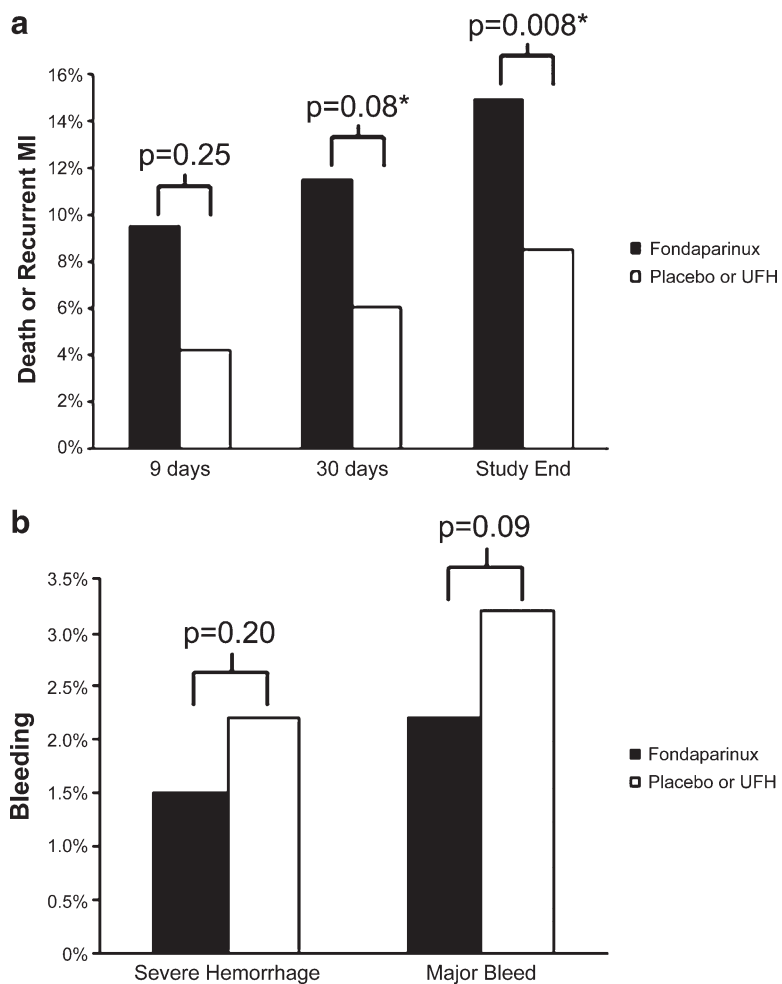 a
p=0.008*
p=0.08*
p=0.25
16%
14%
12%
10%
8%
6%
4%
2%
0%
Death or Recurrent MI
9 days
30 days
Study End
Fondaparinux
Placebo or UFH
b
p=0.09
p=0.20
3.5%
3.0%
2.5%
2.0%
1.5%
1.0%
0.5%
0%
Bleeding
Severe Hemorrhage
Major Bleed
Fondaparinux
Placebo or UFH